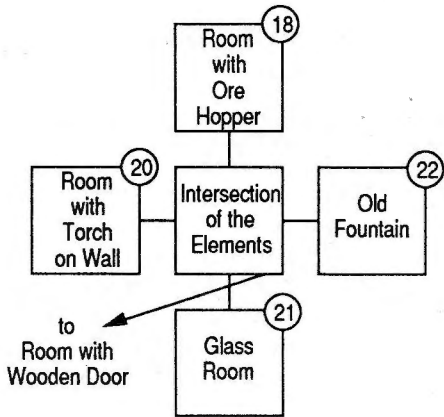 18
Room
with
Ore
Hopper
20
Room
with
Torch
on Wall
Intersection
of the
Elements
22
Old
Fountain
to
Room with
Wooden Door
21
Glass
Room